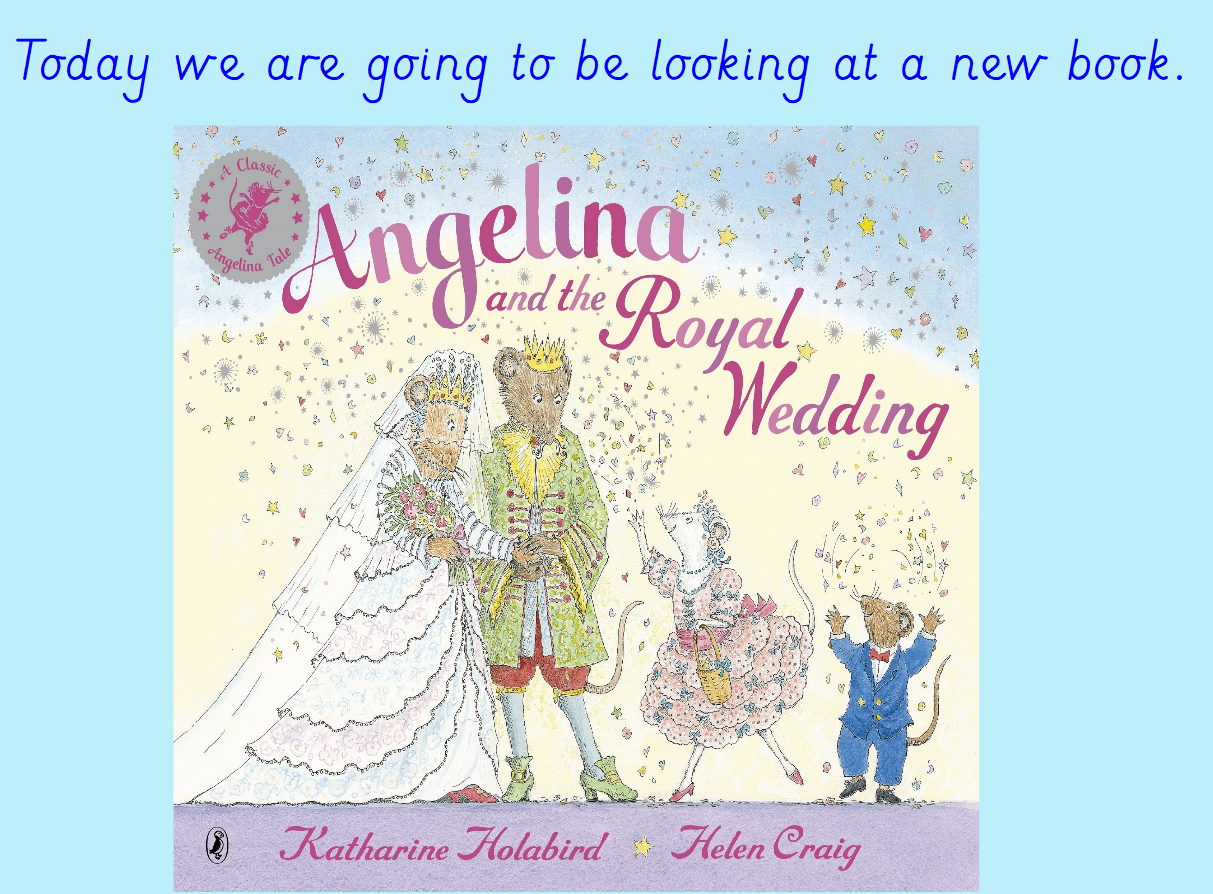 Today we are going to be looking at a new book.
A Classic
Angelina Tale
Angelina
and the Royal
Wedding
Katharine Holabird Helen Craig